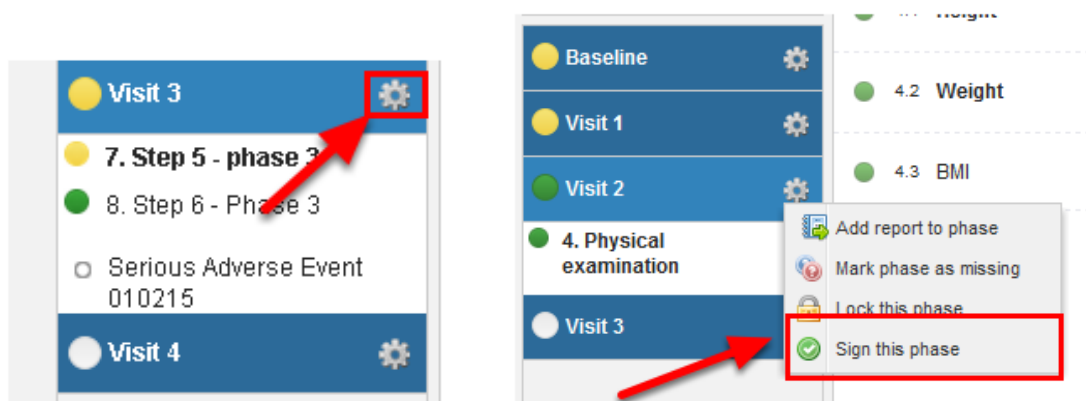 Visit 3
7. Step 5 - phase 3
8. Step 6 - Phase 3
Serious Adverse Event
010215
Visit 4
Baseline
Visit 1
Visit 2
4. Physical
examination
Visit 3
4.2 Weight
4.3 BMI
Add report to phase
Mark phase as missing
Lock this phase
Sign this phase